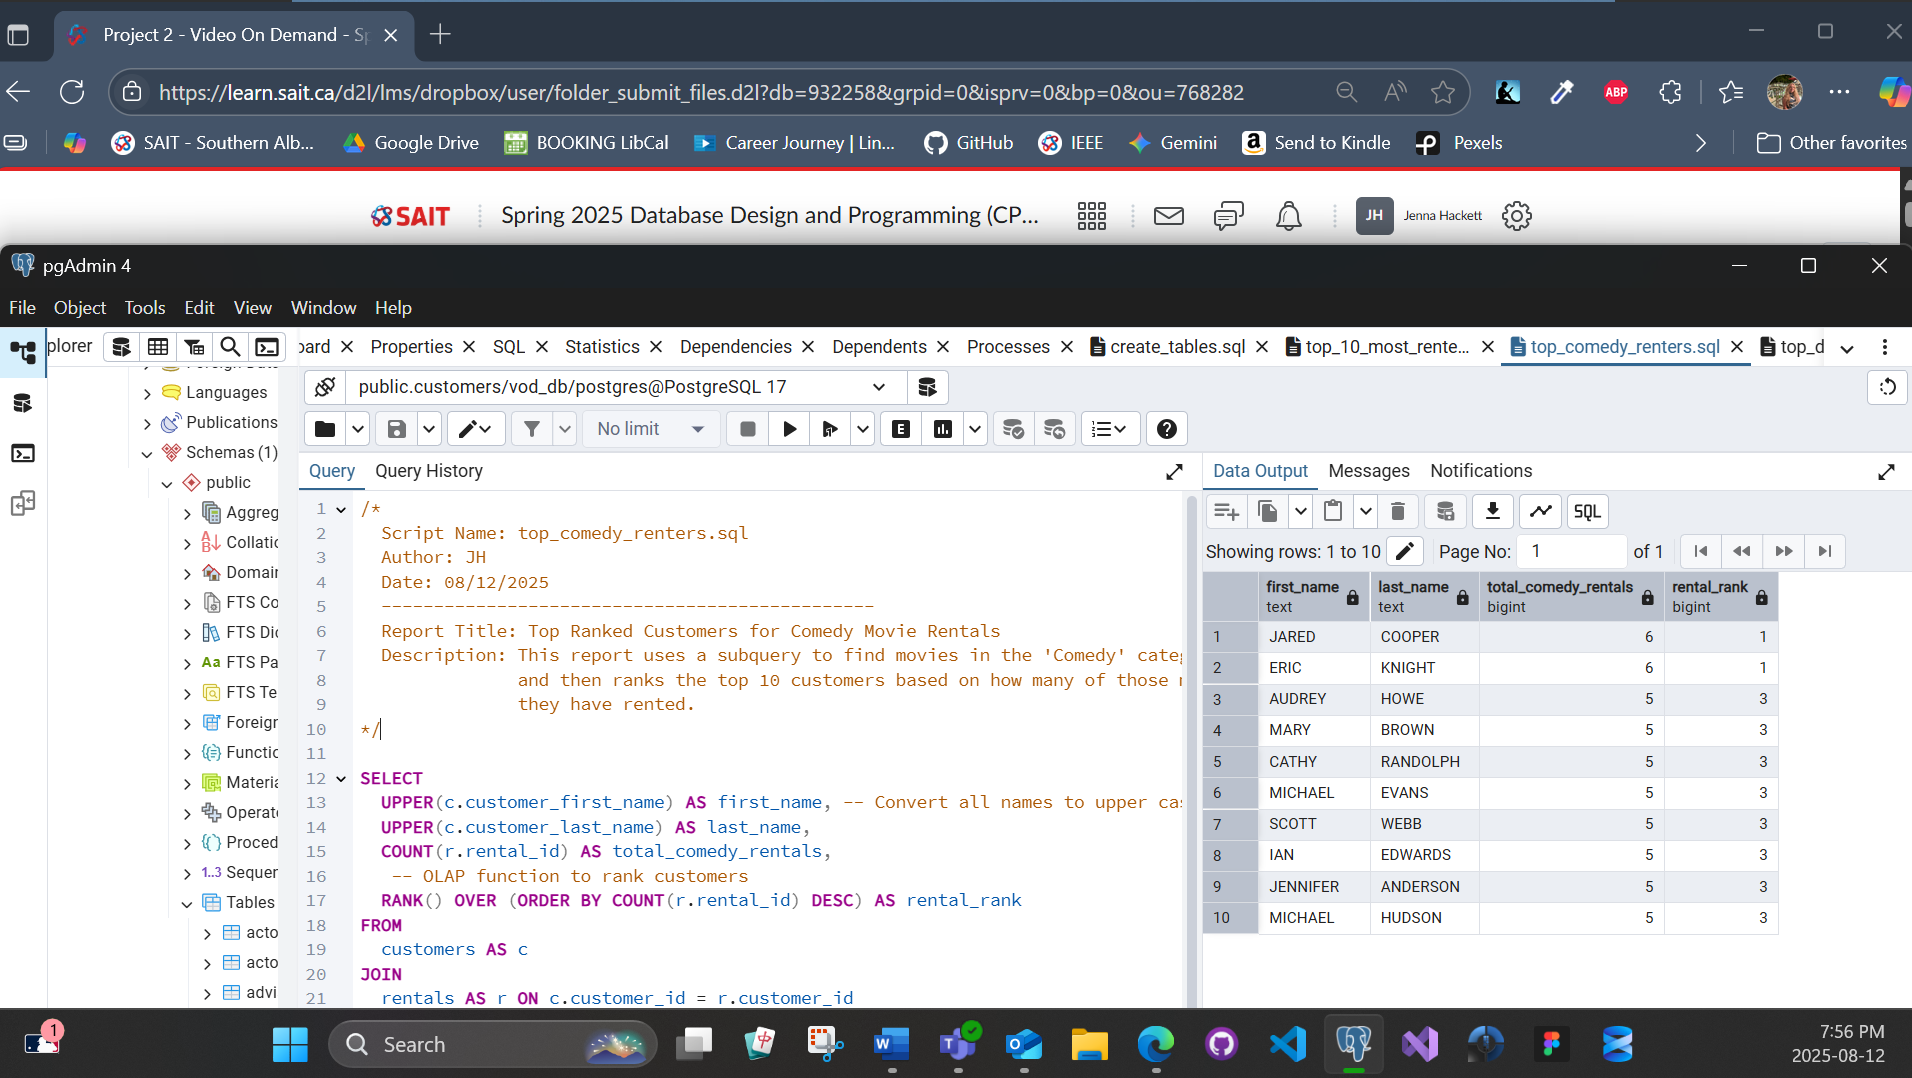 Project 2 - Video On Demand - Sp
https://learn.sait.ca/d2l/lms/dropbox/user/folder_submit_files.d2l?db=932258&grpid=0&isprv=0&bp=0&ou=768282
ABP
SAIT - Southern Alb... Google Drive BOOKING LibCal Career Journey | Lin... GitHub IEEE Gemini Send to Kindle Pexels Other favorites
SAIT Spring 2025 Database Design and Programming (CP... JH Jenna Hackett
pgAdmin 4
File Object Tools Edit View Window Help
plorer oard Properties SQL Statistics Dependencies Dependents Processes create_tables.sql top_10_most_rente... top_comedy_renters.sql top_d
public.customers/vod_db/postgres@PostgreSQL 17
No limit E
Languages
Publications
Schemas (1)
public
Aggreg
Collatio
Domain
FTS Co
FTS Dic
Aa FTS Pa
FTS Te
Foreign
Functio
Materia
Operato
Proced
1..3 Sequen
Tables
acto
acto
advi
Query Query History
1 /*
2 Script Name: top_comedy_renters.sql
3 Author: JH
4 Date: 08/12/2025
5 -----------------------------------------------
6 Report Title: Top Ranked Customers for Comedy Movie Rentals
7 Description: This report uses a subquery to find movies in the 'Comedy' cate
8 and then ranks the top 10 customers based on how many of those
9 they have rented.
10 */
11
12 SELECT
13 UPPER(c.customer_first_name) AS first_name, -- Convert all names to upper cas
14 UPPER(c.customer_last_name) AS last_name,
15 COUNT(r.rental_id) AS total_comedy_rentals,
16 -- OLAP function to rank customers
17 RANK() OVER (ORDER BY COUNT(r.rental_id) DESC) AS rental_rank
18 FROM
19 customers AS c
20 JOIN
21 rentals AS r ON c.customer_id = r.customer_id
Data Output Messages Notifications
SQL
Showing rows: 1 to 10 Page No: 1 of 1
first_name last_name total_comedy_rentals rental_rank
text text bigint bigint
1 JARED COOPER 6 1
2 ERIC KNIGHT 6 1
3 AUDREY HOWE 5 3
4 MARY BROWN 5 3
5 CATHY RANDOLPH 5 3
6 MICHAEL EVANS 5 3
7 SCOTT WEBB 5 3
8 IAN EDWARDS 5 3
9 JENNIFER ANDERSON 5 3
10 MICHAEL HUDSON 5 3
1 Search 7:56 PM
2025-08-12